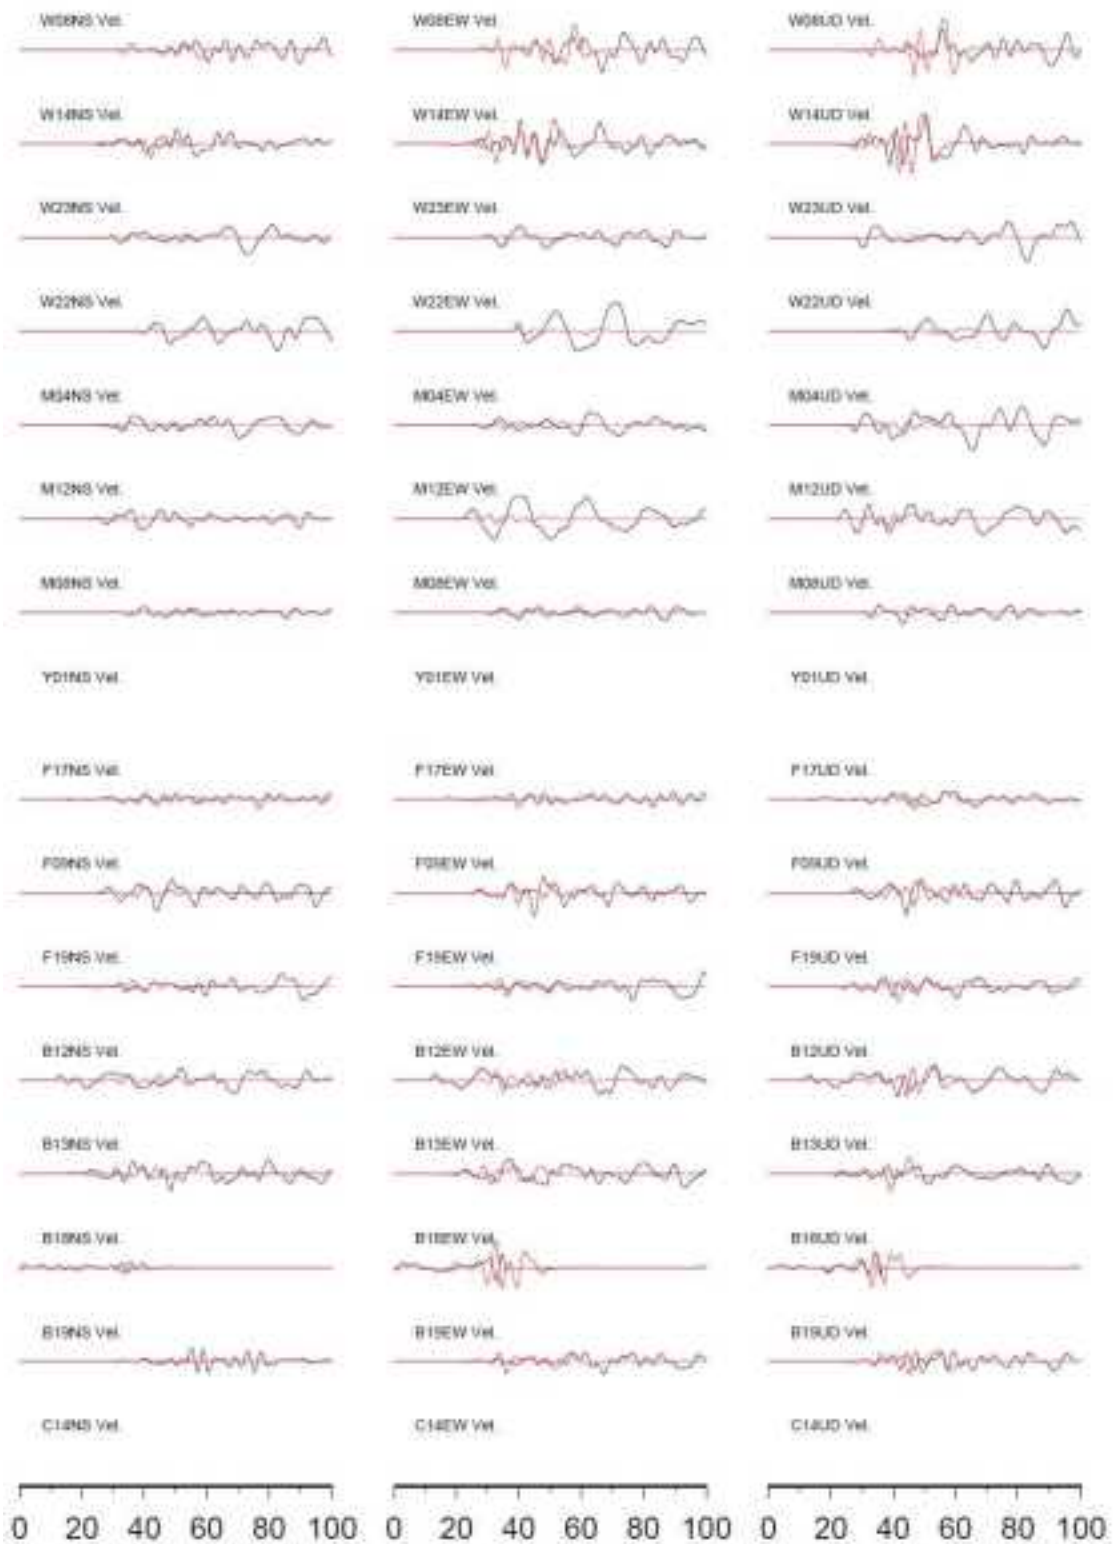 W08NS Vel. W08EW Vel. W08UD Vel.
W14NS Vel. W14EW Vel. W14UD Vel.
W23NS Vel. W23EW Vel. W23UD Vel.
W22NS Vel. W22EW Vel. W22UD Vel.
M04NS Vel. M04EW Vel. M04UD Vel.
M12NS Vel. M12EW Vel. M12UD Vel.
M08NS Vel. M08EW Vel. M08UD Vel.
Y01NS Vel. Y01EW Vel. Y01UD Vel.
F17NS Vel. F17EW Vel. F17UD Vel.
F09NS Vel. F09EW Vel. F09UD Vel.
F19NS Vel. F19EW Vel. F19UD Vel.
B12NS Vel. B12EW Vel. B12UD Vel.
B13NS Vel. B13EW Vel. B13UD Vel.
B18NS Vel. B18EW Vel. B18UD Vel.
B19NS Vel. B19EW Vel. B19UD Vel.
C14NS Vel. C14EW Vel. C14UD Vel.
0 20 40 60 80 100 0 20 40 60 80 100 0 20 40 60 80 100